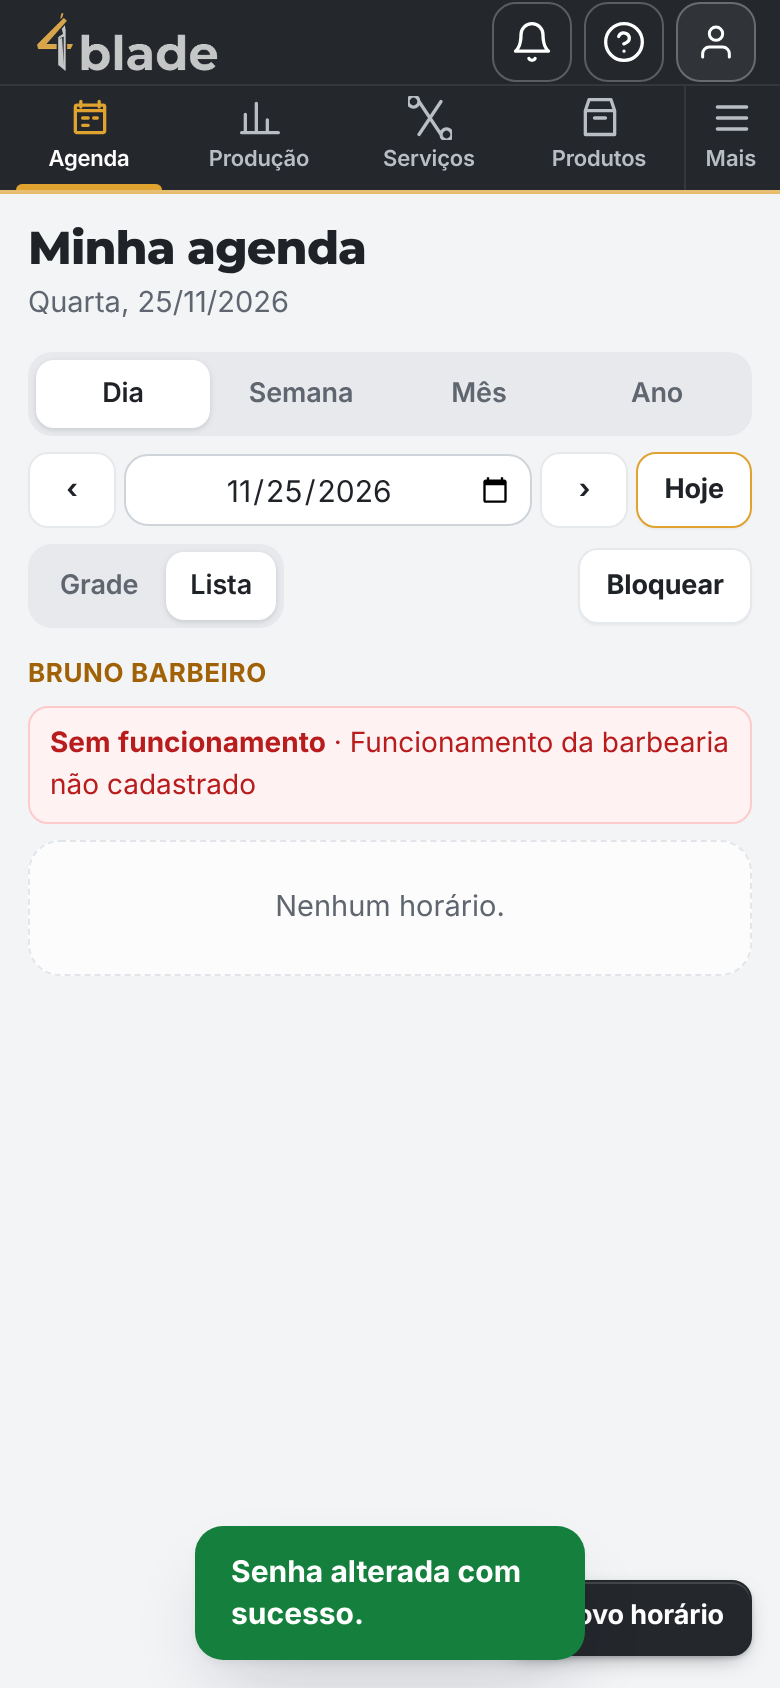 4blade
Agenda
Produção
Serviços
Produtos
Mais
Minha agenda
Quarta, 25/11/2026
Dia
Semana
Mês
Ano
‹
11/25/2026
›
Hoje
Grade
Lista
Bloquear
BRUNO BARBEIRO
Sem funcionamento · Funcionamento da barbearia
não cadastrado
Nenhum horário.
Senha alterada com
sucesso.
horário